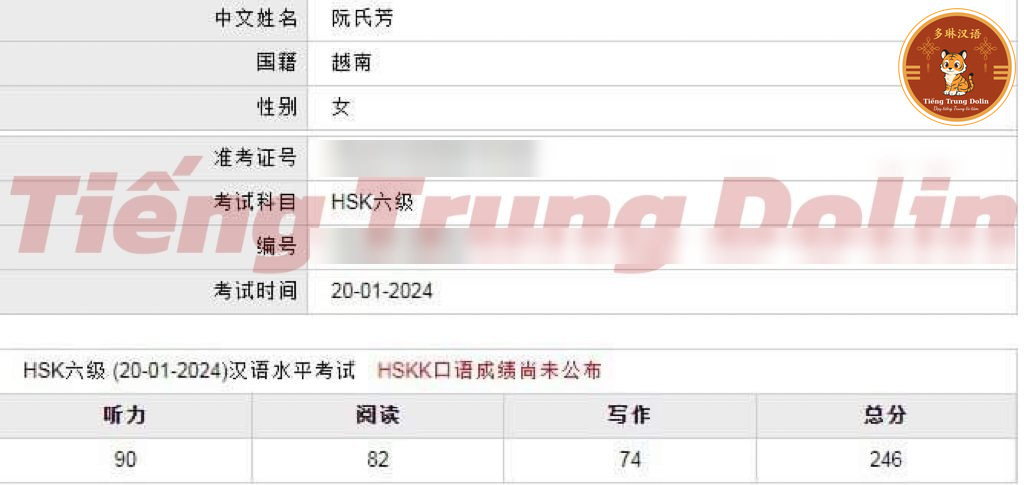 中文姓名 阮氏芳
国籍 越南
性别 女
准考证号
考试科目 HSK六级
编号
考试时间 20-01-2024
HSK六级 (20-01-2024)汉语水平考试 HSKK口语成绩尚未公布
听力 阅读 写作 总分
90 82 74 246
多琳汉语
Tiếng Trung Dolin
Tiếng Trung Dolin